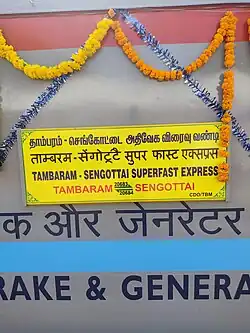 தாம்பரம் - செங்கோட்டை அதிவேக விரைவு வண்டி
ताम्बरम-सेंगोट्टै सुपर फास्ट एक्सप्रेस
TAMBARAM - SENGOTTAI SUPERFAST EXPRESS
TAMBARAM 20683/20684 SENGOTTAI
CDO/TBM
क और जेनरेटर
RAKE & GENERA